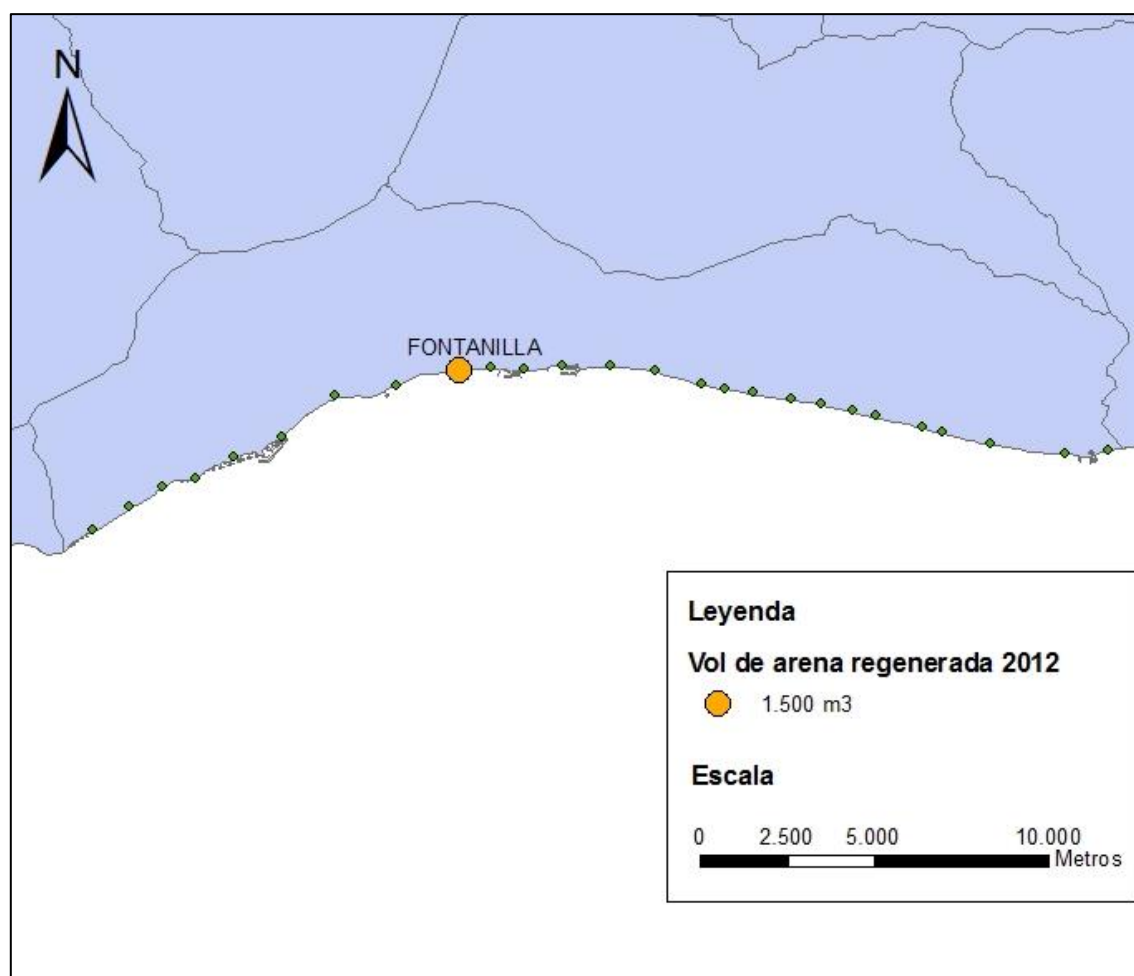 N
FONTANILLA
Leyenda
Vol de arena regenerada 2012
1.500 m3
Escala
0 2.500 5.000 10.000
Metros